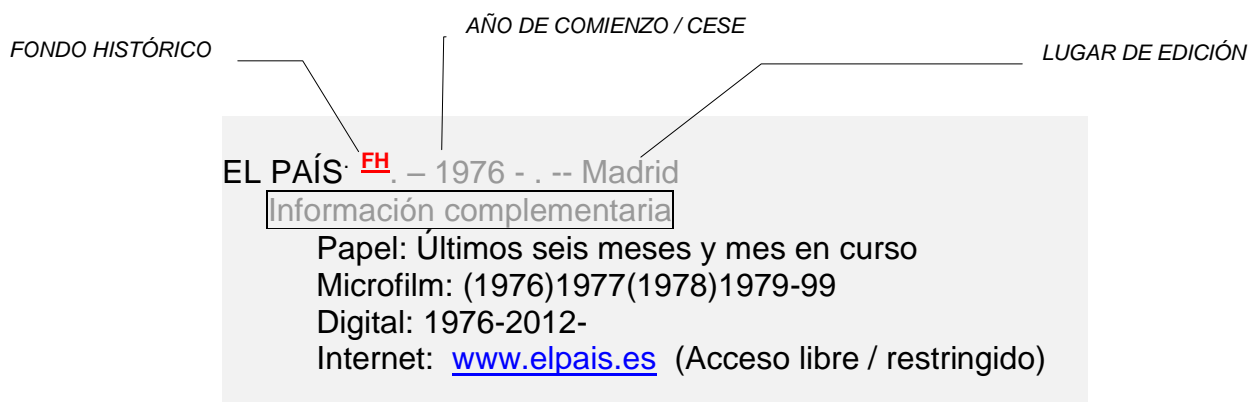 AÑO DE COMIENZO / CESE
FONDO HISTÓRICO
LUGAR DE EDICIÓN
EL PAÍS. FH. – 1976 - . -- Madrid
Información complementaria
Papel: Últimos seis meses y mes en curso
Microfilm: (1976)1977(1978)1979-99
Digital: 1976-2012-
Internet: www.elpais.es (Acceso libre / restringido)